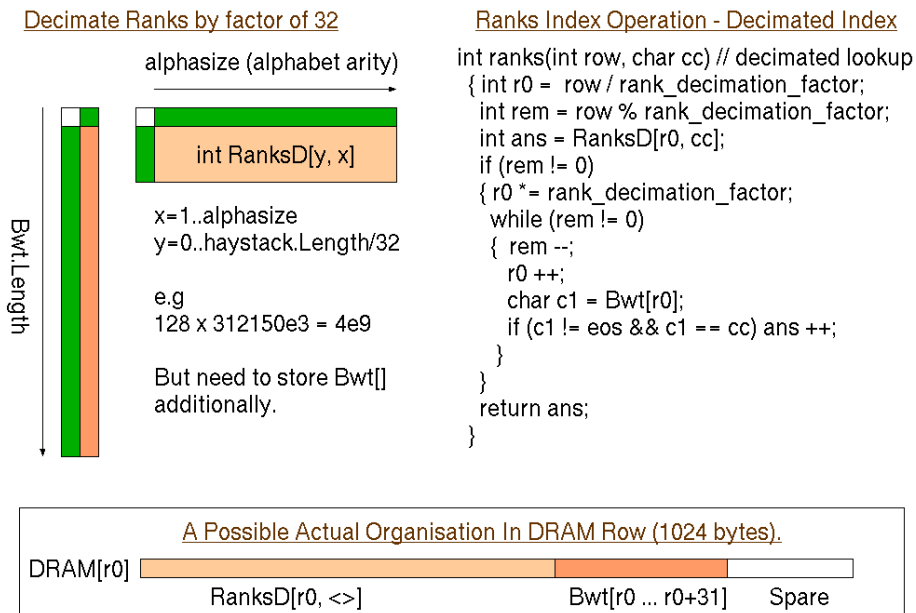 Decimate Ranks by factor of 32
alphasize (alphabet arity)
int RanksD[y, x]
Bwt.Length
x=1..alphasize
y=0..haystack.Length/32
e.g
128 x 312150e3 = 4e9
But need to store Bwt[]
additionally.
Ranks Index Operation - Decimated Index
int ranks(int row, char cc) // decimated lookup
{ int r0 = row / rank_decimation_factor;
int rem = row % rank_decimation_factor;
int ans = RanksD[r0, cc];
if (rem != 0)
{ r0 *= rank_decimation_factor;
while (rem != 0)
{ rem --;
r0 ++;
char c1 = Bwt[r0];
if (c1 != eos && c1 == cc) ans ++;
}
}
return ans;
}
A Possible Actual Organisation In DRAM Row (1024 bytes).
DRAM[r0]
RanksD[r0, <>]
Bwt[r0 ... r0+31]
Spare